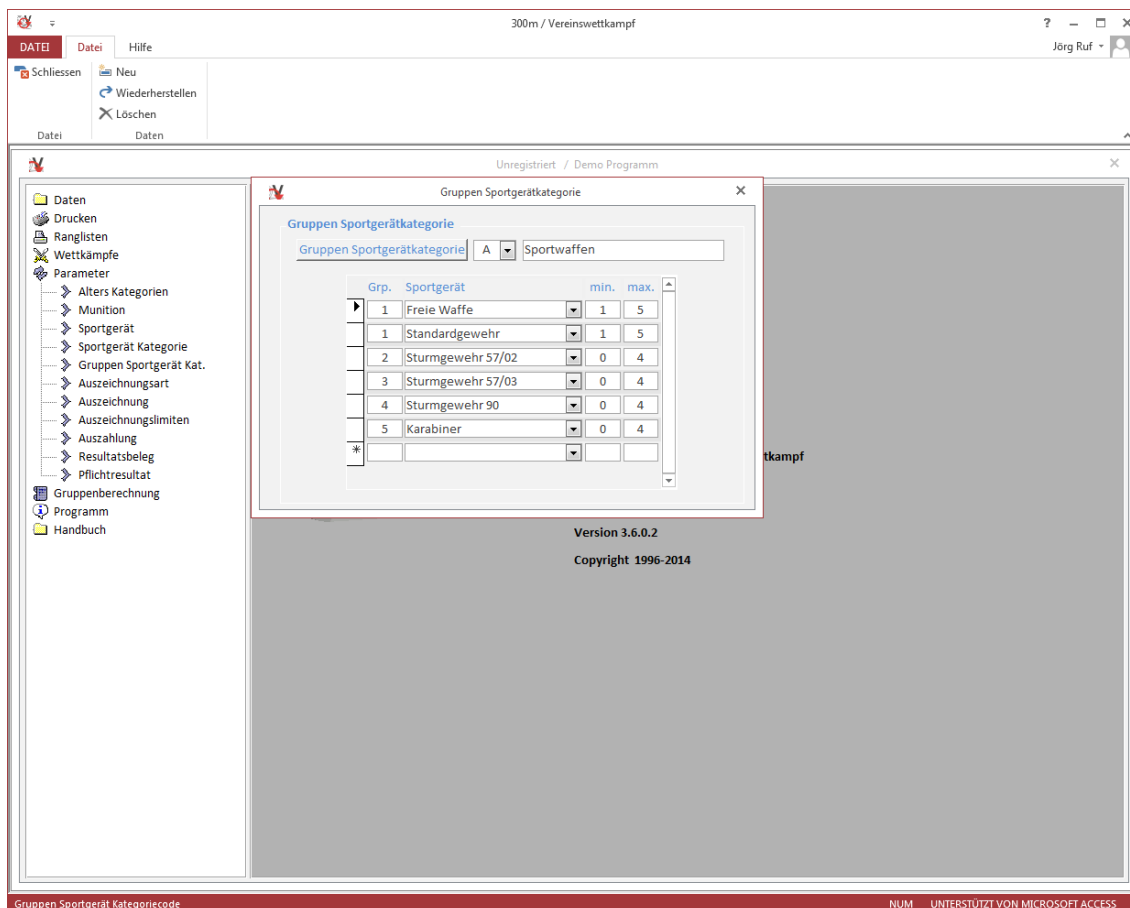 300m / Vereinswettkampf
?
DATEI Datei Hilfe Jörg Ruf
Schliessen Neu
Wiederherstellen
Löschen
Datei Daten
Unregistriert / Demo Programm
Daten
Drucken
Ranglisten
Wettkämpfe
Parameter
Alters Kategorien
Munition
Sportgerät
Sportgerät Kategorie
Gruppen Sportgerät Kat.
Auszeichnungsart
Auszeichnung
Auszeichnungslimiten
Auszahlung
Resultatsbeleg
Pflichtresultat
Gruppenberechnung
Programm
Handbuch
Gruppen Sportgerätkategorie
Gruppen Sportgerätkategorie
Gruppen Sportgerätkategorie A Sportwaffen
Grp. Sportgerät min. max.
1 Freie Waffe 1 5
1 Standardgewehr 1 5
2 Sturmgewehr 57/02 0 4
3 Sturmgewehr 57/03 0 4
4 Sturmgewehr 90 0 4
5 Karabiner 0 4
*
tkampf
Version 3.6.0.2
Copyright 1996-2014
Gruppen Sportgerät Kategoriecode NUM UNTERSTÜTZT VON MICROSOFT ACCESS